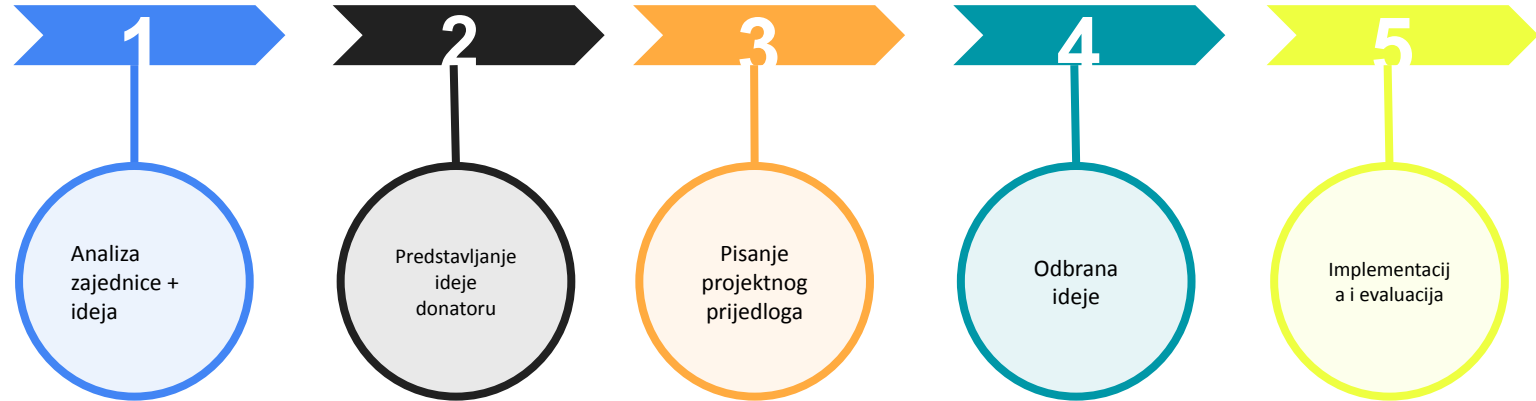 1
2
3
4
5
Analiza
zajednice +
ideja
Predstavljanje
ideje
donatoru
Pisanje
projektnog
prijedloga
Odbrana
ideje
Implementacij
a i evaluacija